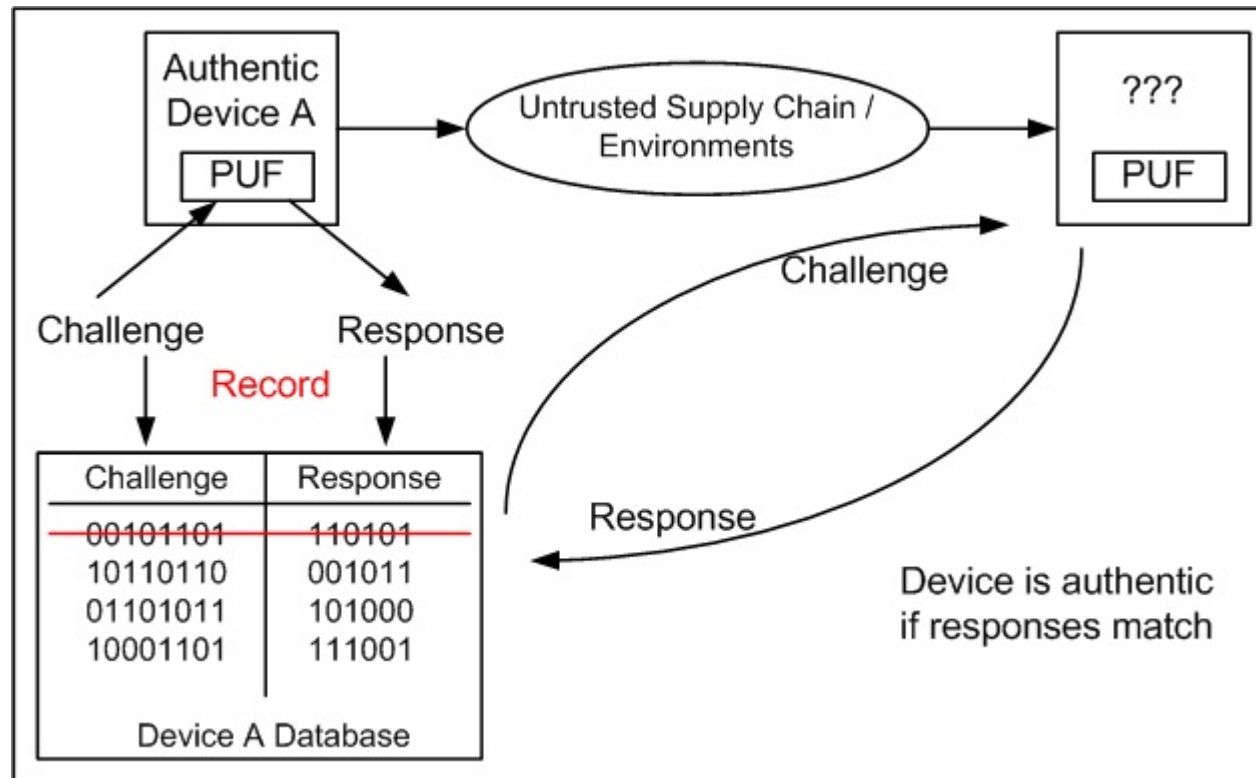 Authentic
Device A
PUF
Untrusted Supply Chain /
Environments
???
PUF
Challenge
Response
Record
Challenge
Response
Challenge Response
00101101 110101
10110110 001011
01101011 101000
10001101 111001
Device A Database
Device is authentic
if responses match